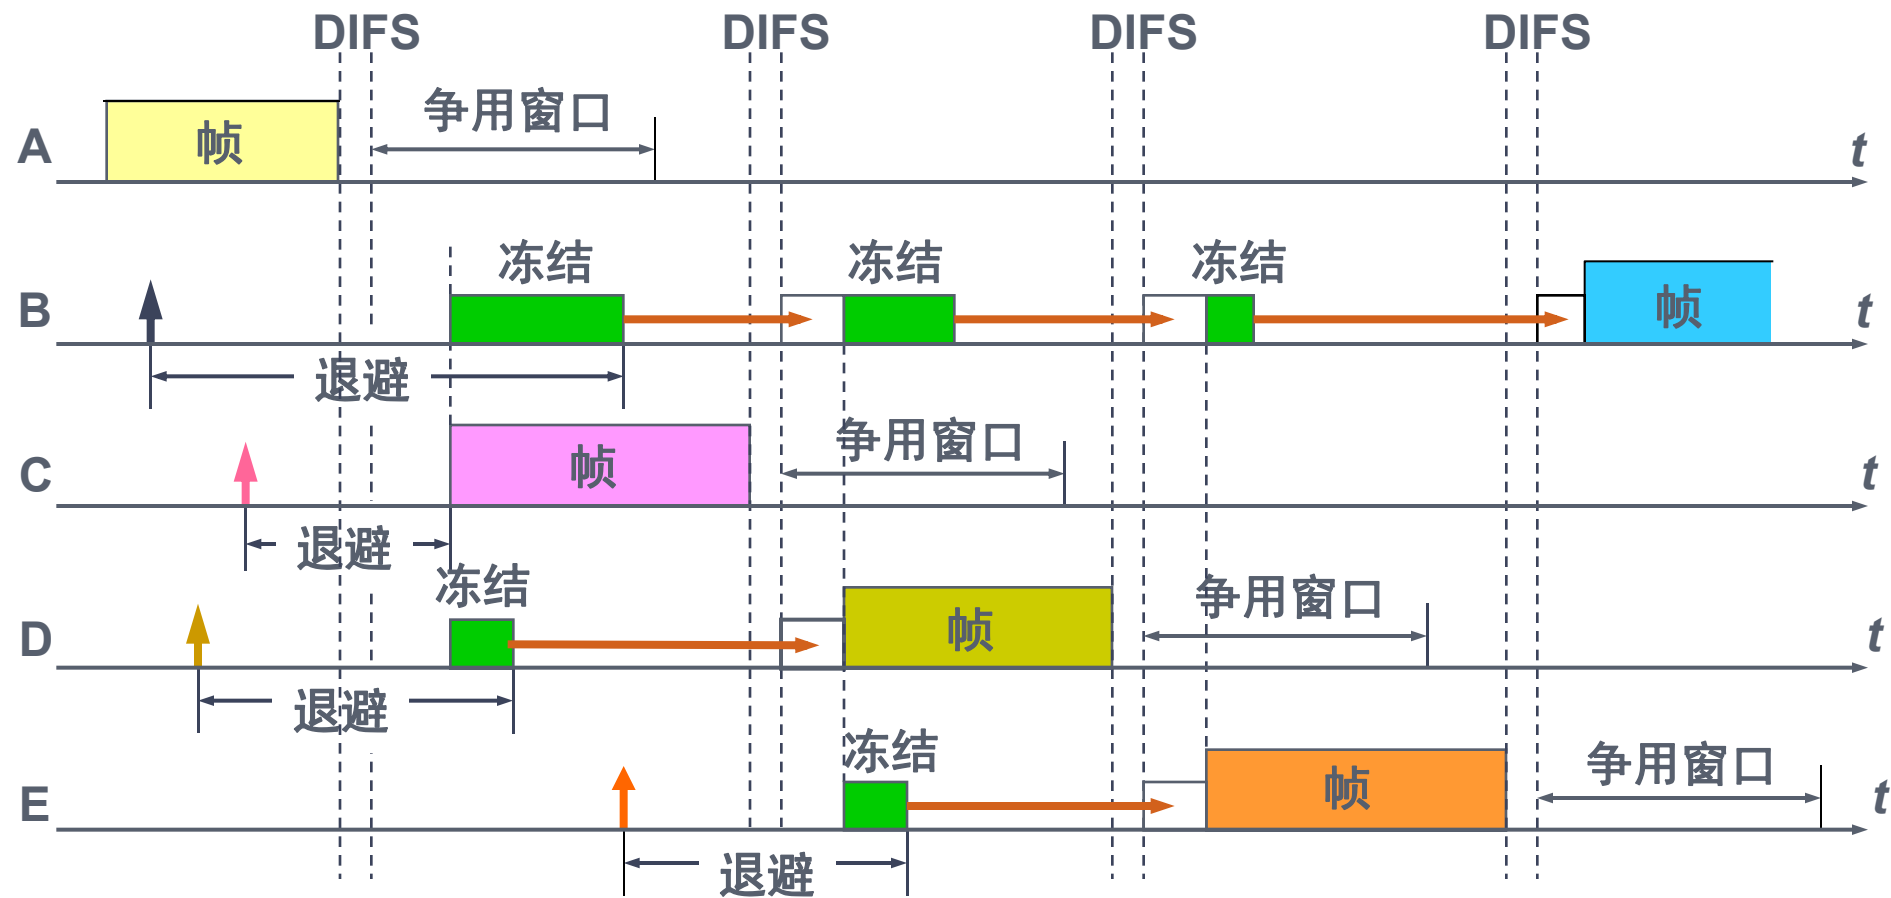 DIFS DIFS DIFS DIFS
争用窗口
A 帧 t
冻结 冻结 冻结
B 帧 t
退避
争用窗口
C 帧 t
退避
冻结 争用窗口
D 帧 t
退避
冻结 争用窗口
E 帧 t
退避